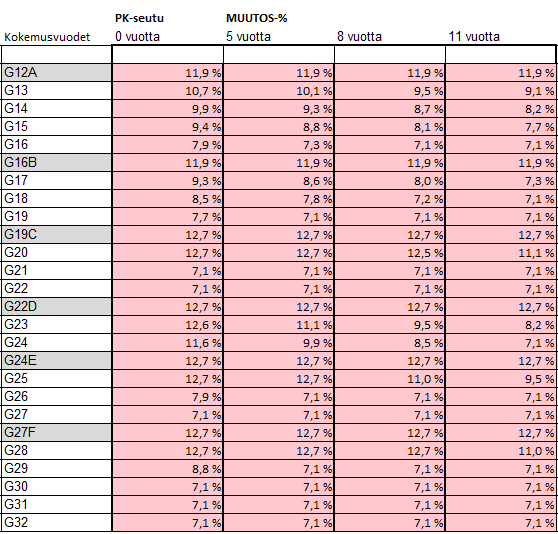 PK-seutu MUUTOS-%
Kokemusvuodet 0 vuotta 5 vuotta 8 vuotta 11 vuotta
G12A 11,9 % 11,9 % 11,9 % 11,9 %
G13 10,7 % 10,1 % 9,5 % 9,1 %
G14 9,9 % 9,3 % 8,7 % 8,2 %
G15 9,4 % 8,8 % 8,1 % 7,7 %
G16 7,9 % 7,3 % 7,1 % 7,1 %
G16B 11,9 % 11,9 % 11,9 % 11,9 %
G17 9,3 % 8,6 % 8,0 % 7,3 %
G18 8,5 % 7,8 % 7,2 % 7,1 %
G19 7,7 % 7,1 % 7,1 % 7,1 %
G19C 12,7 % 12,7 % 12,7 % 12,7 %
G20 12,7 % 12,7 % 12,5 % 11,1 %
G21 7,1 % 7,1 % 7,1 % 7,1 %
G22 7,1 % 7,1 % 7,1 % 7,1 %
G22D 12,7 % 12,7 % 12,7 % 12,7 %
G23 12,6 % 11,1 % 9,5 % 8,2 %
G24 11,6 % 9,9 % 8,5 % 7,1 %
G24E 12,7 % 12,7 % 12,7 % 12,7 %
G25 12,7 % 12,7 % 11,0 % 9,5 %
G26 7,9 % 7,1 % 7,1 % 7,1 %
G27 7,1 % 7,1 % 7,1 % 7,1 %
G27F 12,7 % 12,7 % 12,7 % 12,7 %
G28 12,7 % 12,7 % 12,7 % 11,0 %
G29 8,8 % 7,1 % 7,1 % 7,1 %
G30 7,1 % 7,1 % 7,1 % 7,1 %
G31 7,1 % 7,1 % 7,1 % 7,1 %
G32 7,1 % 7,1 % 7,1 % 7,1 %